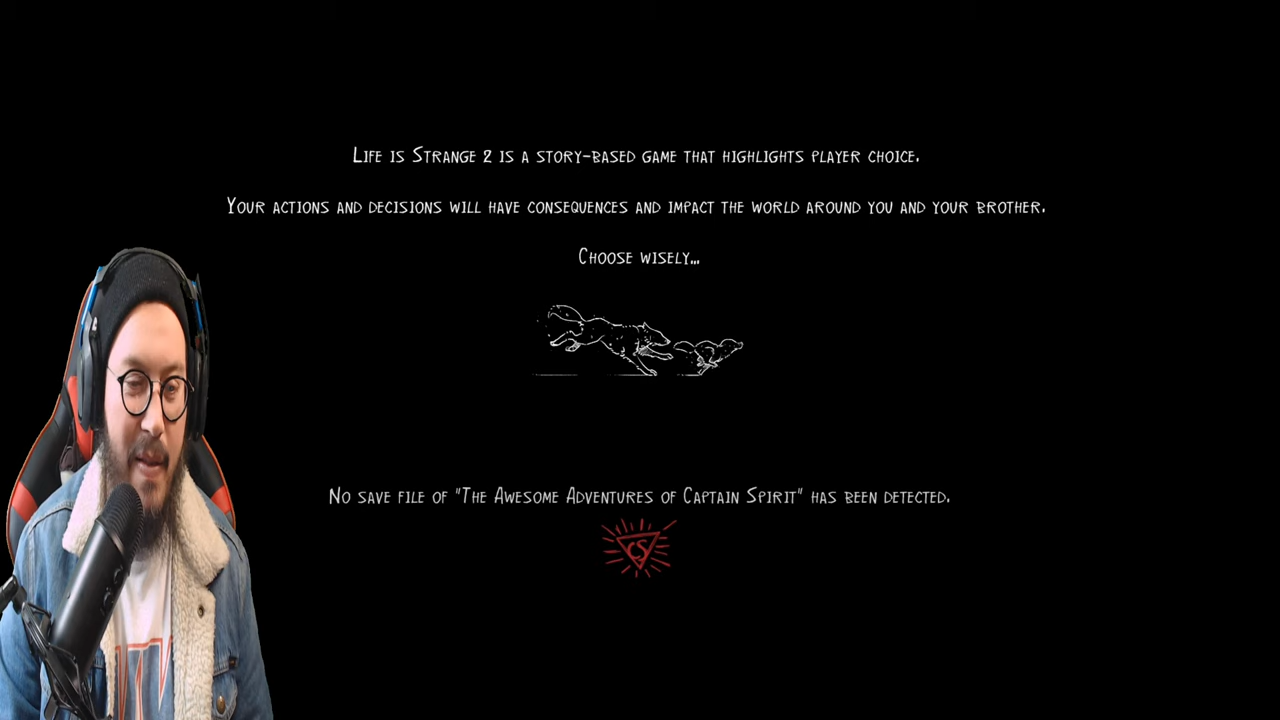 Life is Strange 2 is a story-based game that highlights player choice.
Your actions and decisions will have consequences and impact the world around you and your brother.
Choose wisely...
No save file of "The Awesome Adventures of Captain Spirit" has been detected.
CS